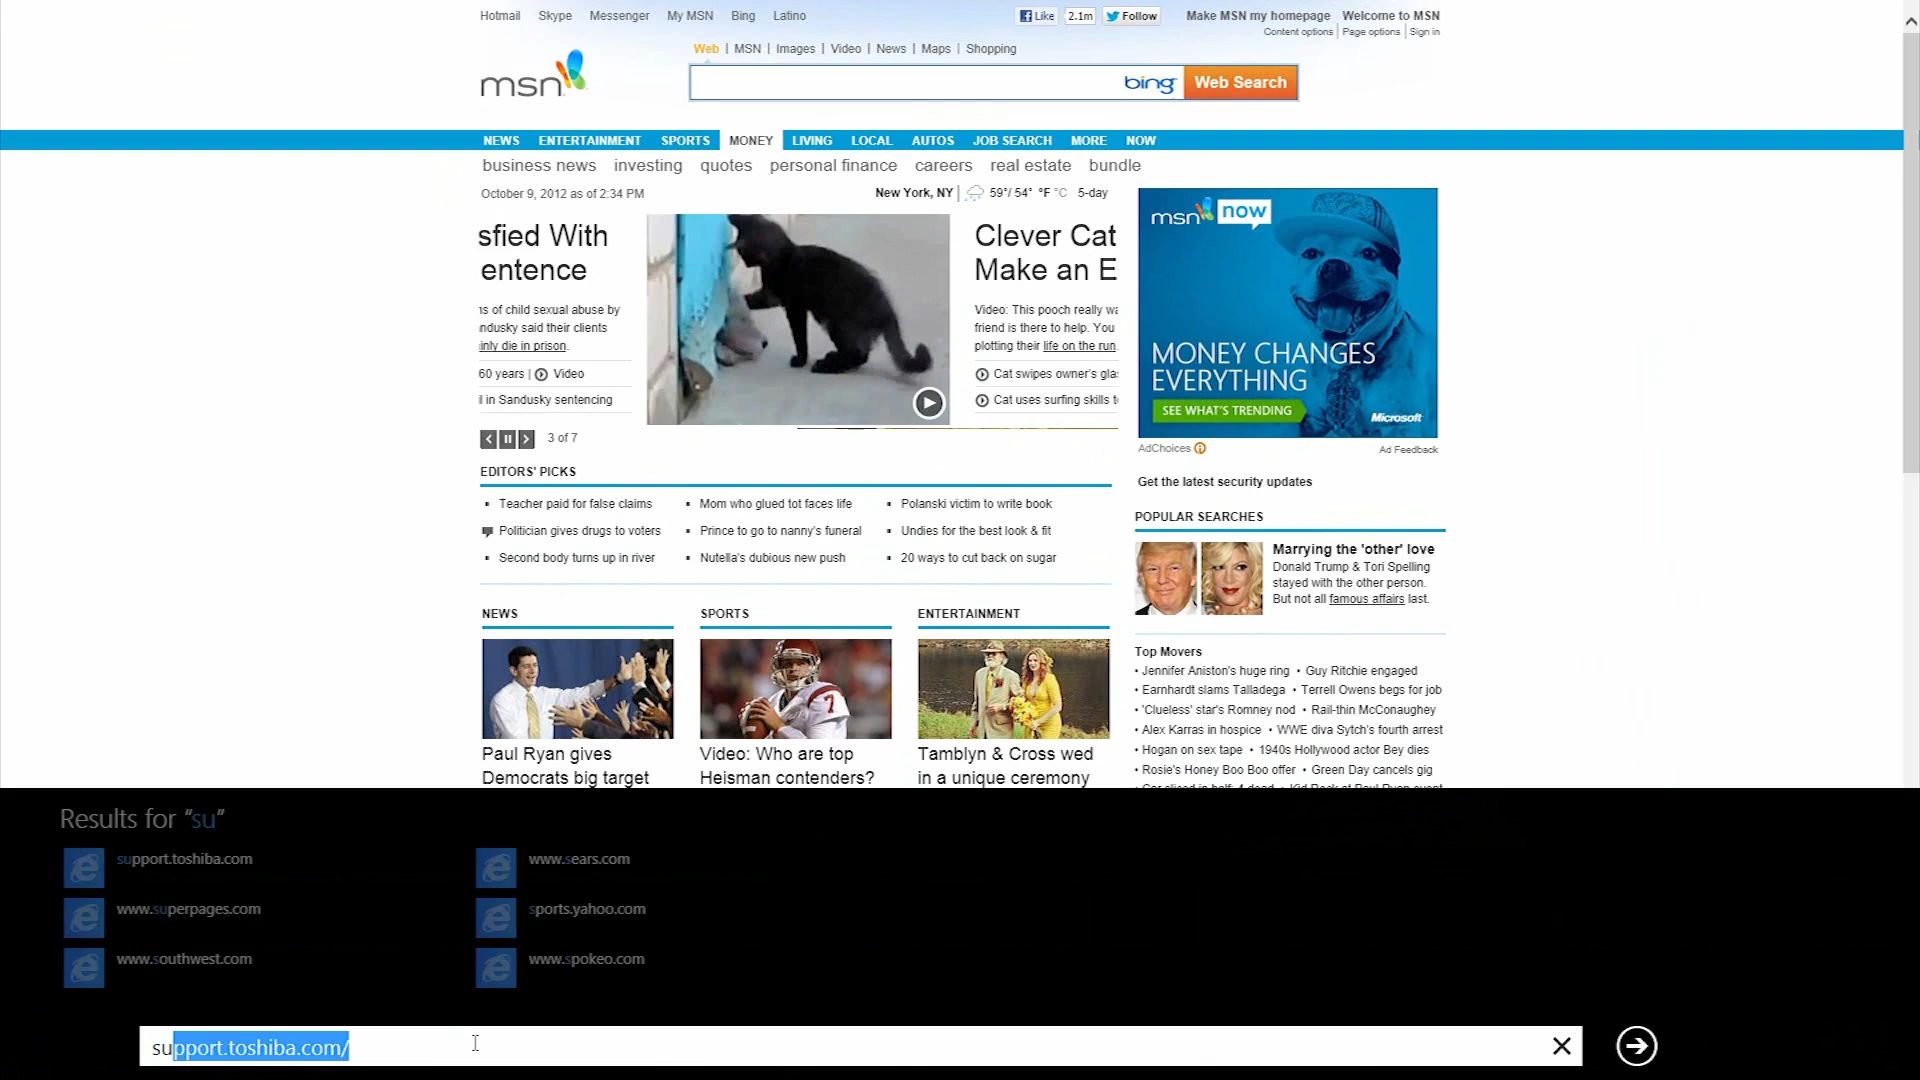 Hotmail Skype Messenger My MSN Bing Latino
Like 2.1m Follow
Make MSN my homepage Welcome to MSN
Content options | Page options | Sign in
msn
Web | MSN | Images | Video | News | Maps | Shopping
bing Web Search
NEWS ENTERTAINMENT SPORTS MONEY LIVING LOCAL AUTOS JOB SEARCH MORE NOW
business news investing quotes personal finance careers real estate bundle
October 9, 2012 as of 2:34 PM
New York, NY | 59°/ 54° °F °C 5-day
sfied With
entence
ns of child sexual abuse by
ndusky said their clients
inly die in prison.
60 years | Video
l in Sandusky sentencing
3 of 7
Clever Cat
Make an E
Video: This pooch really wa
friend is there to help. You
plotting their life on the run.
Cat swipes owner's gla
Cat uses surfing skills t
msn now
MONEY CHANGES
EVERYTHING
SEE WHAT'S TRENDING
Microsoft
AdChoices Ad Feedback
EDITORS' PICKS
Teacher paid for false claims
Politician gives drugs to voters
Second body turns up in river
Mom who glued tot faces life
Prince to go to nanny's funeral
Nutella's dubious new push
Polanski victim to write book
Undies for the best look & fit
20 ways to cut back on sugar
Get the latest security updates
POPULAR SEARCHES
Marrying the 'other' love
Donald Trump & Tori Spelling
stayed with the other person.
But not all famous affairs last.
NEWS
Paul Ryan gives
Democrats big target
SPORTS
7
Video: Who are top
Heisman contenders?
ENTERTAINMENT
Tamblyn & Cross wed
in a unique ceremony
Top Movers
• Jennifer Aniston's huge ring • Guy Ritchie engaged
• Earnhardt slams Talladega • Terrell Owens begs for job
• 'Clueless' star's Romney nod • Rail-thin McConaughey
• Alex Karras in hospice • WWE diva Sytch's fourth arrest
• Hogan on sex tape • 1940s Hollywood actor Bey dies
• Rosie's Honey Boo Boo offer • Green Day cancels gig
Results for "su"
support.toshiba.com
www.superpages.com
www.southwest.com
www.sears.com
sports.yahoo.com
www.spokeo.com
support.toshiba.com/